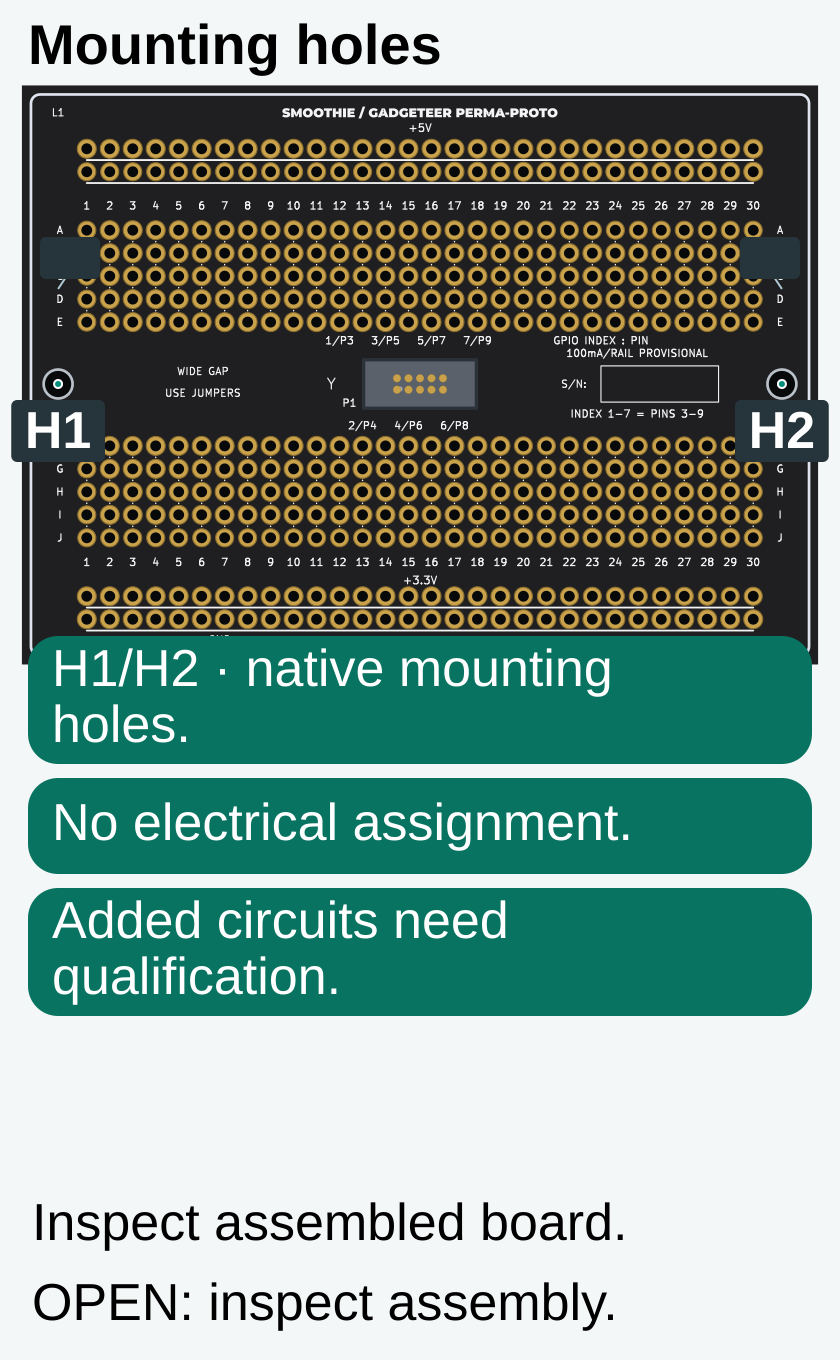 Mounting holes
L1
SMOOTHIE / GADGETEER PERMA-PROTO
+5V
1 2 3 4 5 6 7 8 9 10 11 12 13 14 15 16 17 18 19 20 21 22 23 24 25 26 27 28 29 30
A A
D D
E E
1/P3 3/P5 5/P7 7/P9
GPIO INDEX : PIN
100mA/RAIL PROVISIONAL
WIDE GAP
USE JUMPERS
Y
P1
S/N:
INDEX 1-7 = PINS 3-9
2/P4 4/P6 6/P8
H1 H2
G G
H H
I I
J J
1 2 3 4 5 6 7 8 9 10 11 12 13 14 15 16 17 18 19 20 21 22 23 24 25 26 27 28 29 30
+3.3V
H1/H2 · native mounting
holes.
No electrical assignment.
Added circuits need
qualification.
Inspect assembled board.
OPEN: inspect assembly.